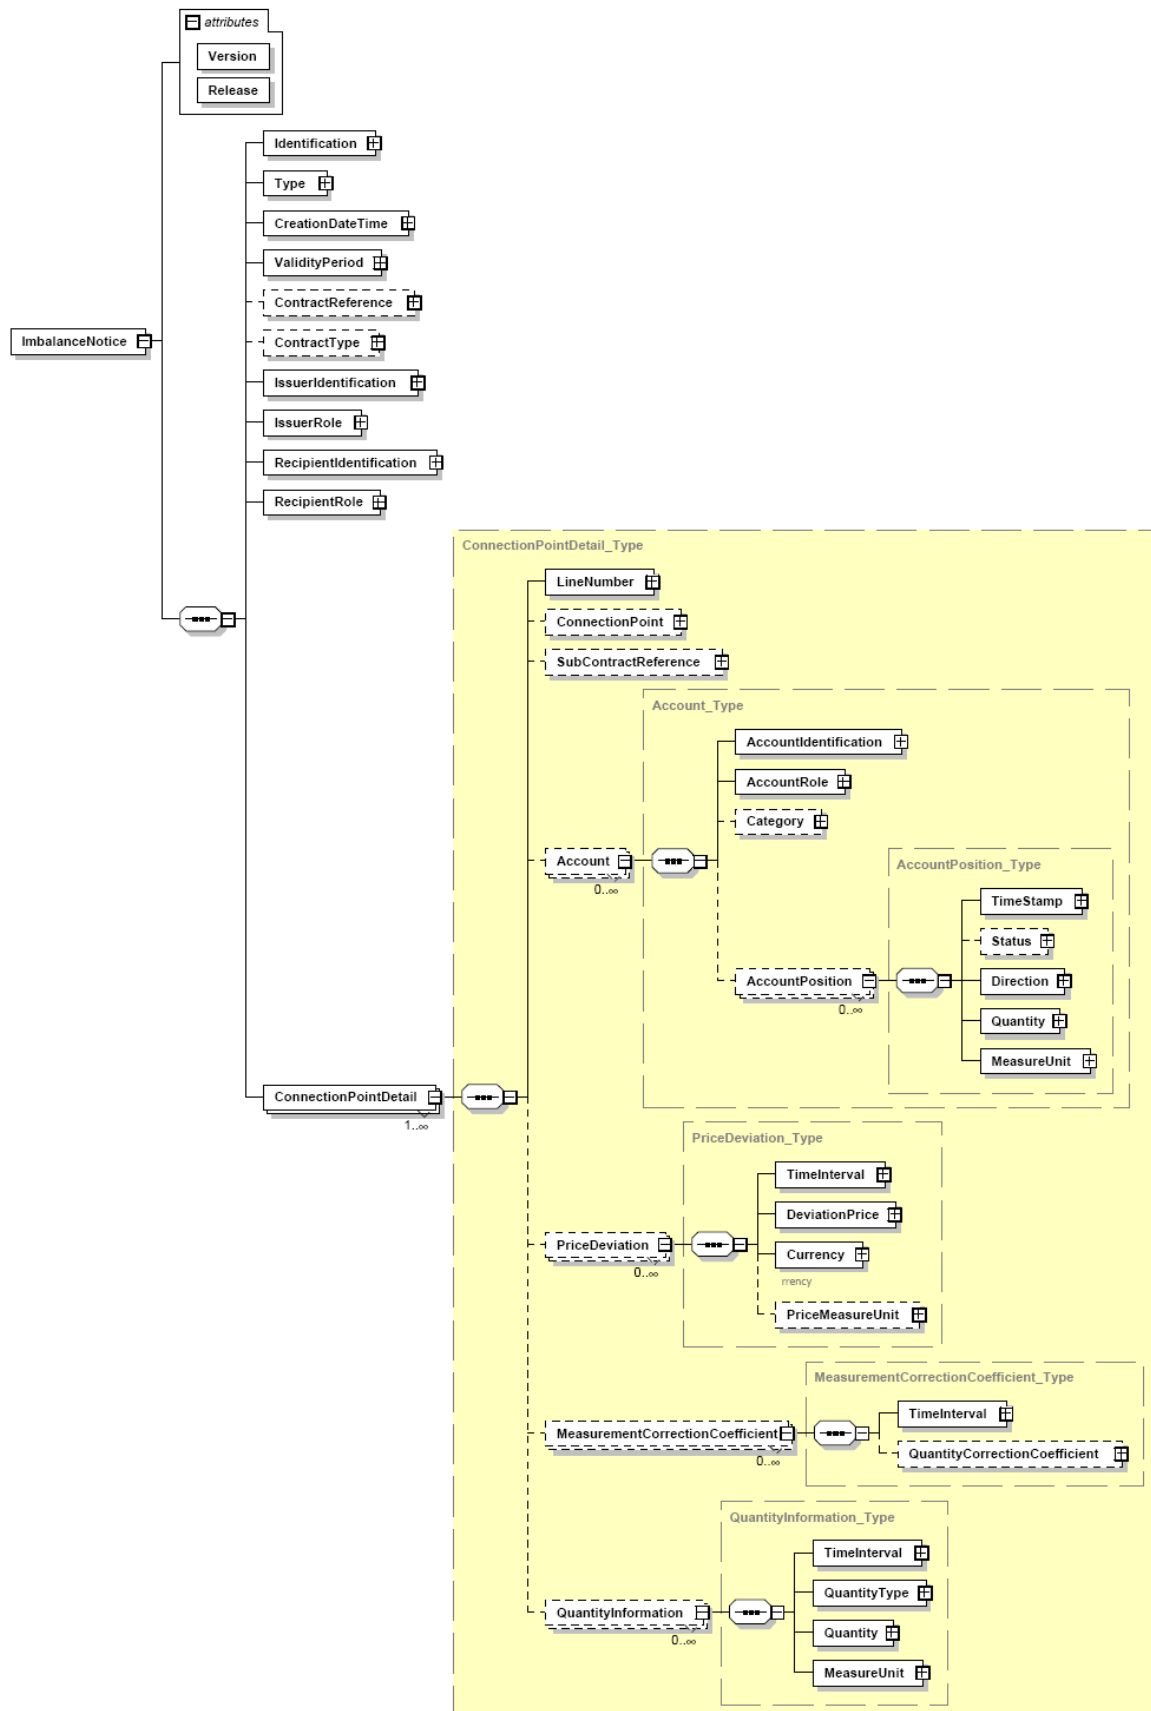 attributes
Version
Release
Identification
Type
CreationDateTime
ValidityPeriod
ContractReference
ImbalanceNotice
ContractType
IssuerIdentification
IssuerRole
RecipientIdentification
RecipientRole
ConnectionPointDetail_Type
LineNumber
ConnectionPoint
SubContractReference
Account_Type
AccountIdentification
AccountRole
Category
Account
0..∞
AccountPosition_Type
TimeStamp
Status
AccountPosition
0..∞
Direction
Quantity
MeasureUnit
ConnectionPointDetail
1..∞
PriceDeviation_Type
TimeInterval
DeviationPrice
PriceDeviation
0..∞
Currency
rrency
PriceMeasureUnit
MeasurementCorrectionCoefficient_Type
TimeInterval
MeasurementCorrectionCoefficient
0..∞
QuantityCorrectionCoefficient
QuantityInformation_Type
TimeInterval
QuantityType
QuantityInformation
0..∞
Quantity
MeasureUnit